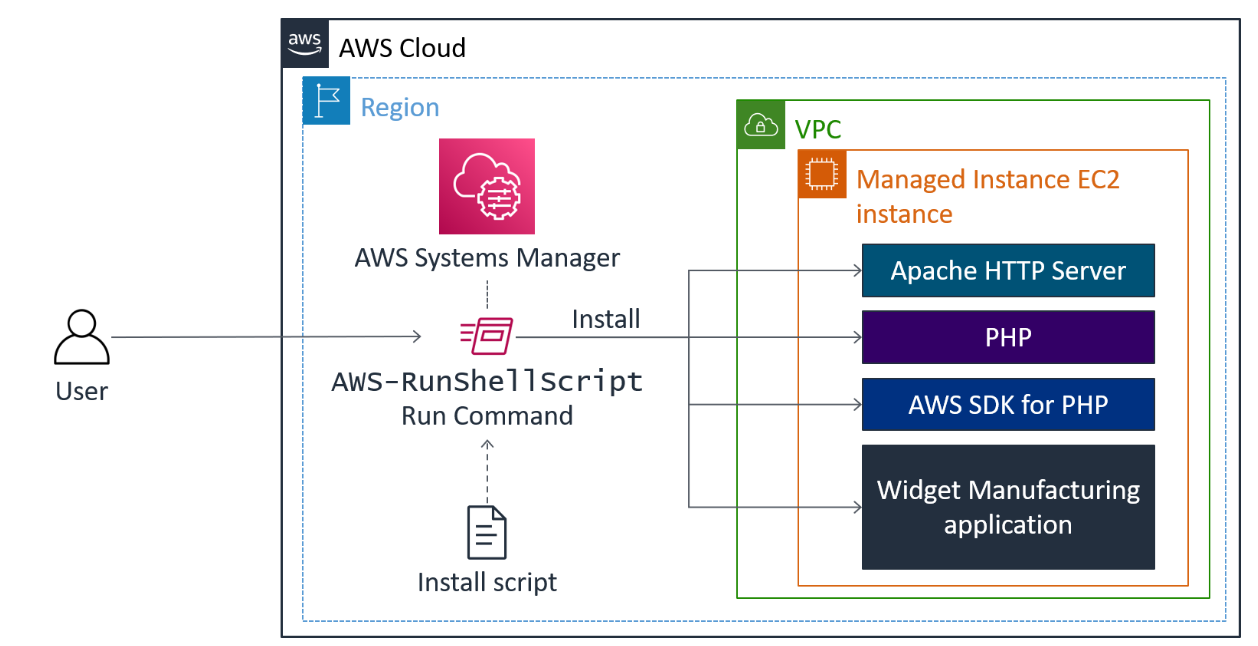 aws
AWS Cloud
Region
VPC
Managed Instance EC2
instance
AWS Systems Manager
Apache HTTP Server
Install
PHP
User
AWS-RunShellScript
Run Command
AWS SDK for PHP
Widget Manufacturing
application
Install script